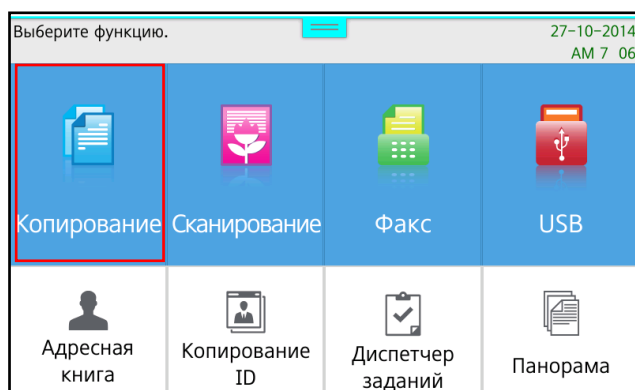 Выберите функцию.
27-10-2014
AM 7 06
Копирование
Сканирование
Факс
USB
Адресная
книга
Копирование
ID
Диспетчер
заданий
Панорама